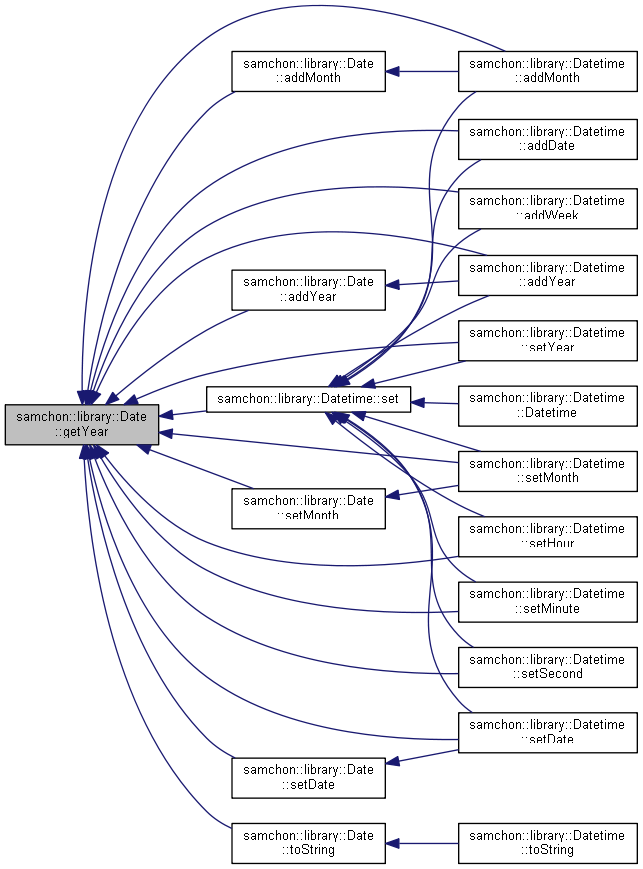 samchon::library::Date
::getYear
samchon::library::Date
::addMonth
samchon::library::Date
::addYear
samchon::library::Datetime::set
samchon::library::Date
::setMonth
samchon::library::Date
::setDate
samchon::library::Date
::toString
samchon::library::Datetime
::addMonth
samchon::library::Datetime
::addDate
samchon::library::Datetime
::addWeek
samchon::library::Datetime
::addYear
samchon::library::Datetime
::setYear
samchon::library::Datetime
::Datetime
samchon::library::Datetime
::setMonth
samchon::library::Datetime
::setHour
samchon::library::Datetime
::setMinute
samchon::library::Datetime
::setSecond
samchon::library::Datetime
::setDate
samchon::library::Datetime
::toString